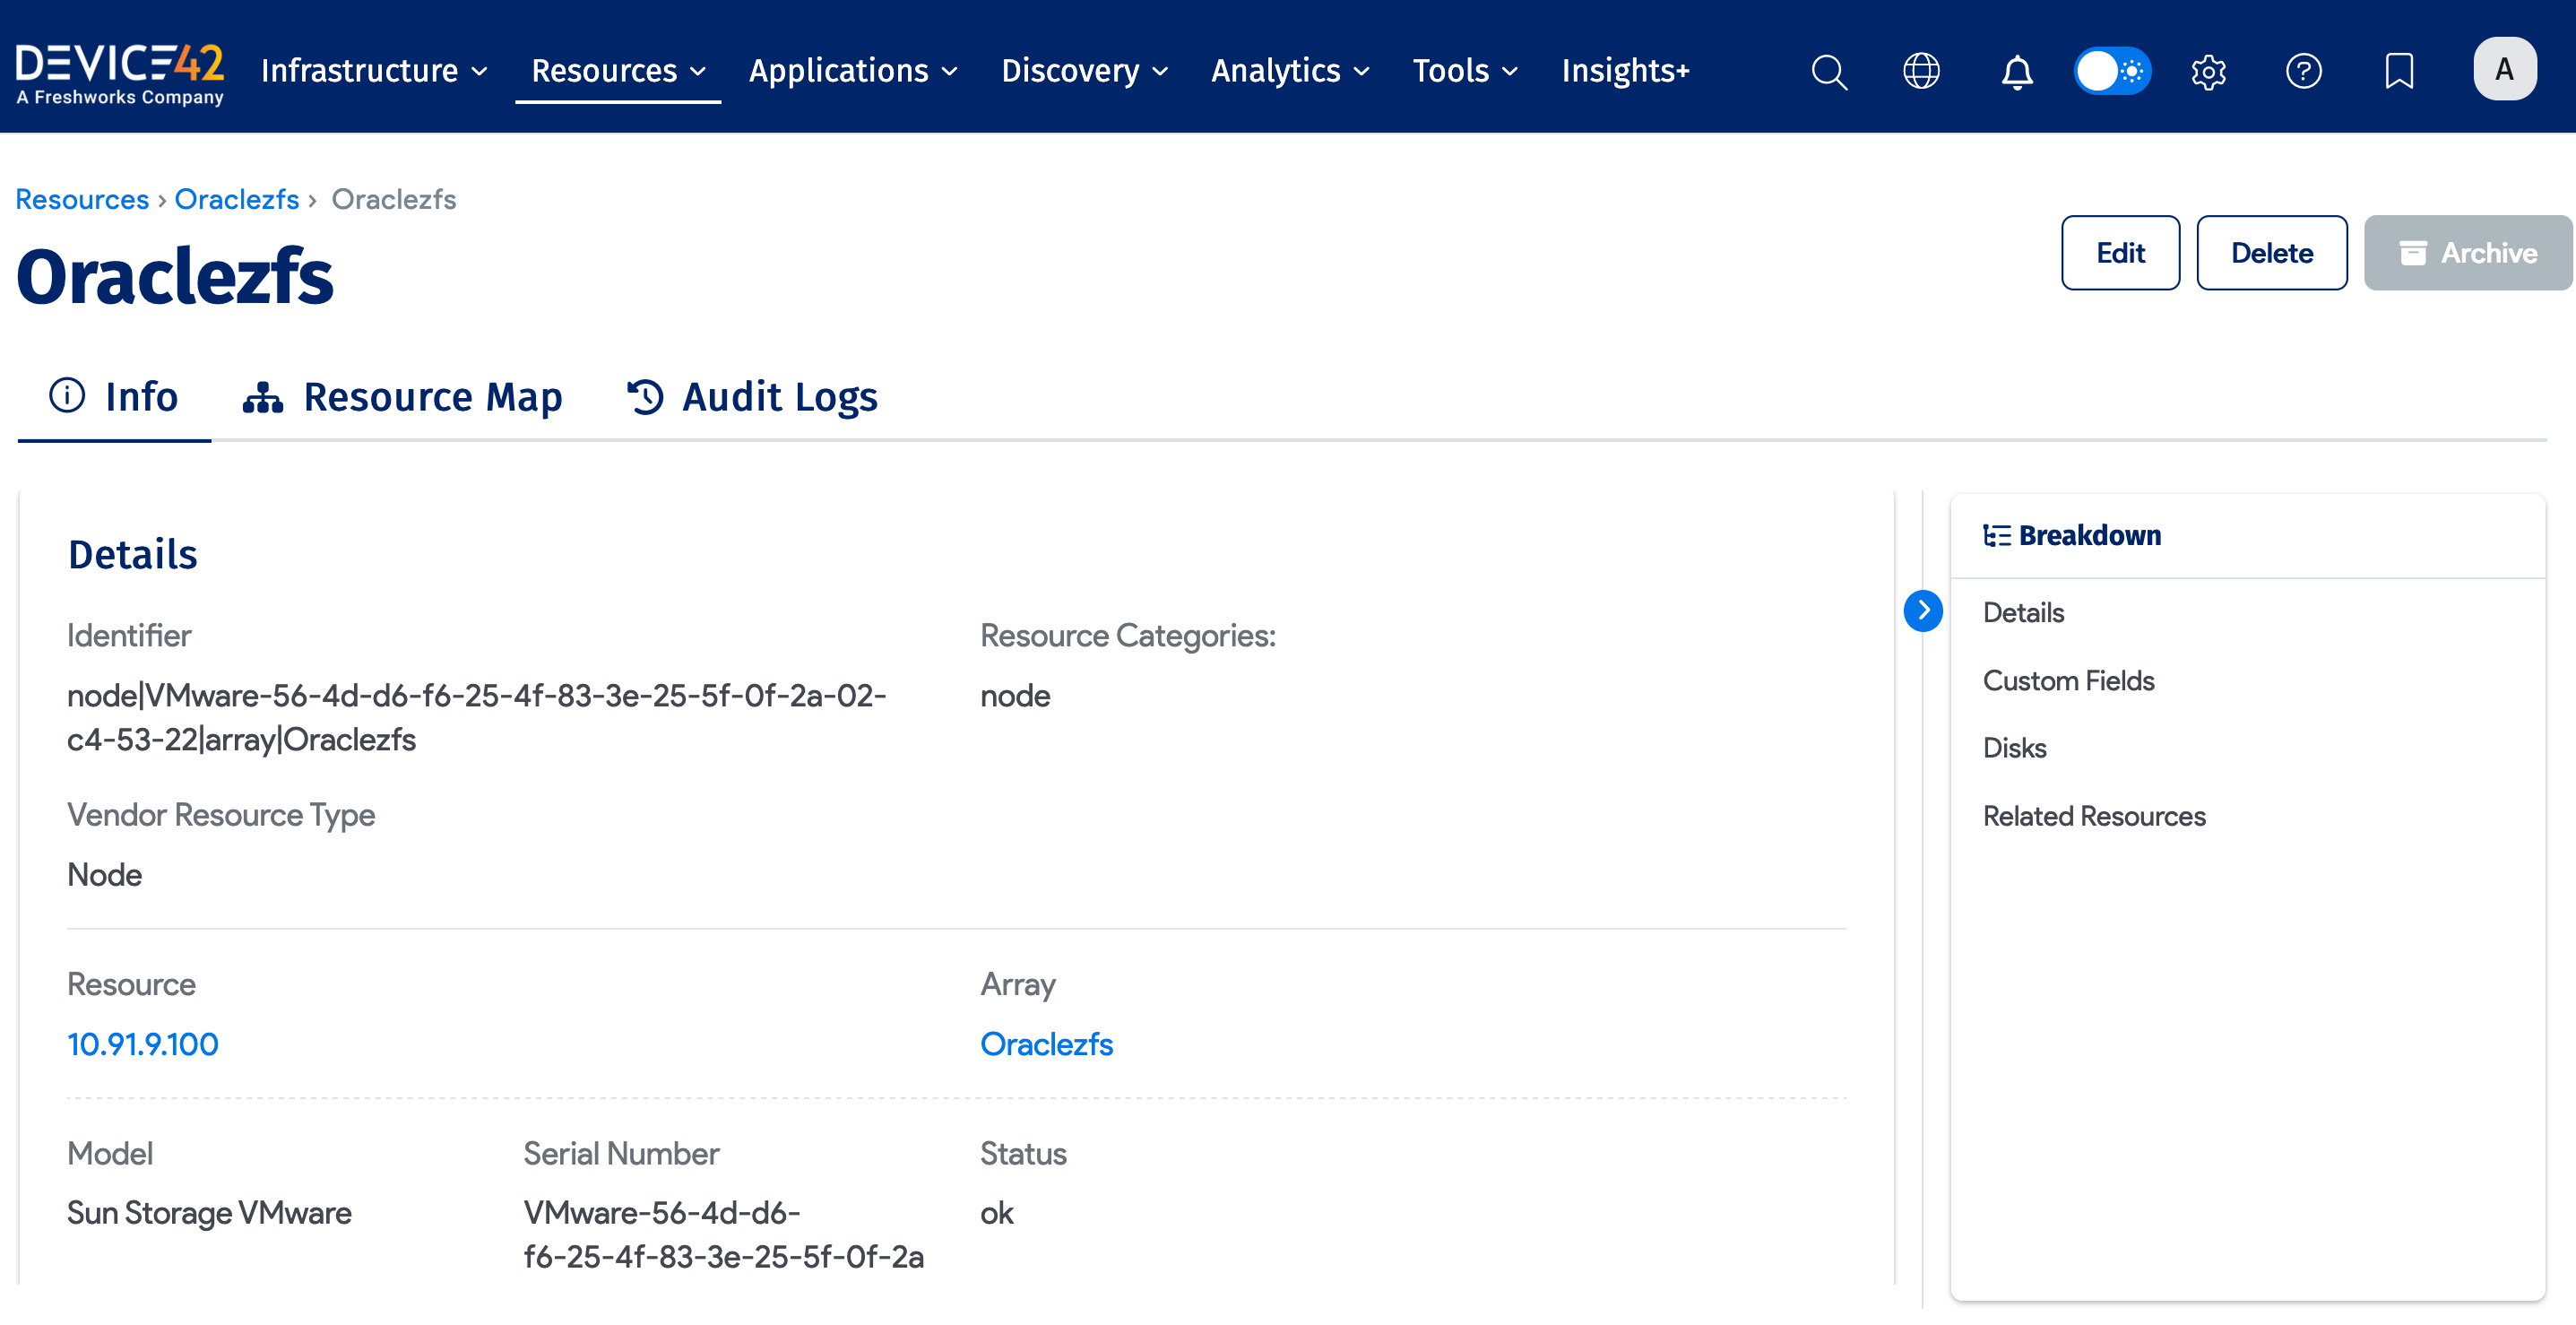 DEVICE42
A Freshworks Company
Infrastructure
Resources
Applications
Discovery
Analytics
Tools
Insights+
A
Resources › Oraclezfs › Oraclezfs
Oraclezfs
Edit
Delete
Archive
Info
Resource Map
Audit Logs
Details
Identifier
node|VMware-56-4d-d6-f6-25-4f-83-3e-25-5f-0f-2a-02-
c4-53-22|array|Oraclezfs
Resource Categories:
node
Vendor Resource Type
Node
Resource
10.91.9.100
Array
Oraclezfs
Model
Sun Storage VMware
Serial Number
VMware-56-4d-d6-
f6-25-4f-83-3e-25-5f-0f-2a
Status
ok
Breakdown
Details
Custom Fields
Disks
Related Resources